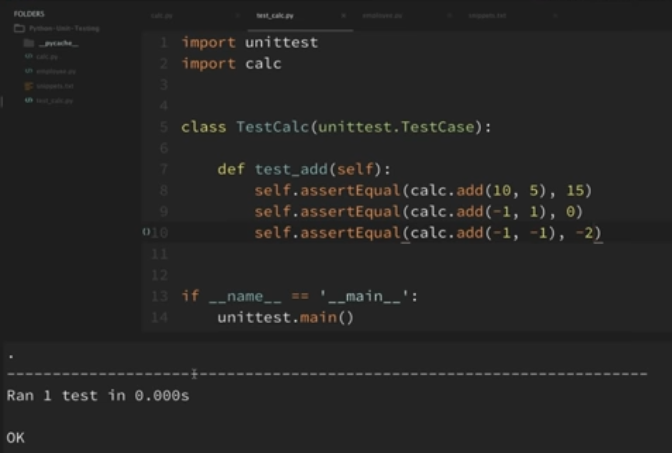 FOLDERS
Python-Unit-Testing
__pycache__
calc.py
employee.py
snippets.txt
test_calc.py
calc.py
test_calc.py
employee.py
snippets.txt
1 import unittest
2 import calc
3
4
5 class TestCalc(unittest.TestCase):
6
7 def test_add(self):
8 self.assertEqual(calc.add(10, 5), 15)
9 self.assertEqual(calc.add(-1, 1), 0)
10 self.assertEqual(calc.add(-1, -1), -2)
11
12
13 if __name__ == '__main__':
14 unittest.main()
.
----------------------------------------------------------------------
Ran 1 test in 0.000s
OK